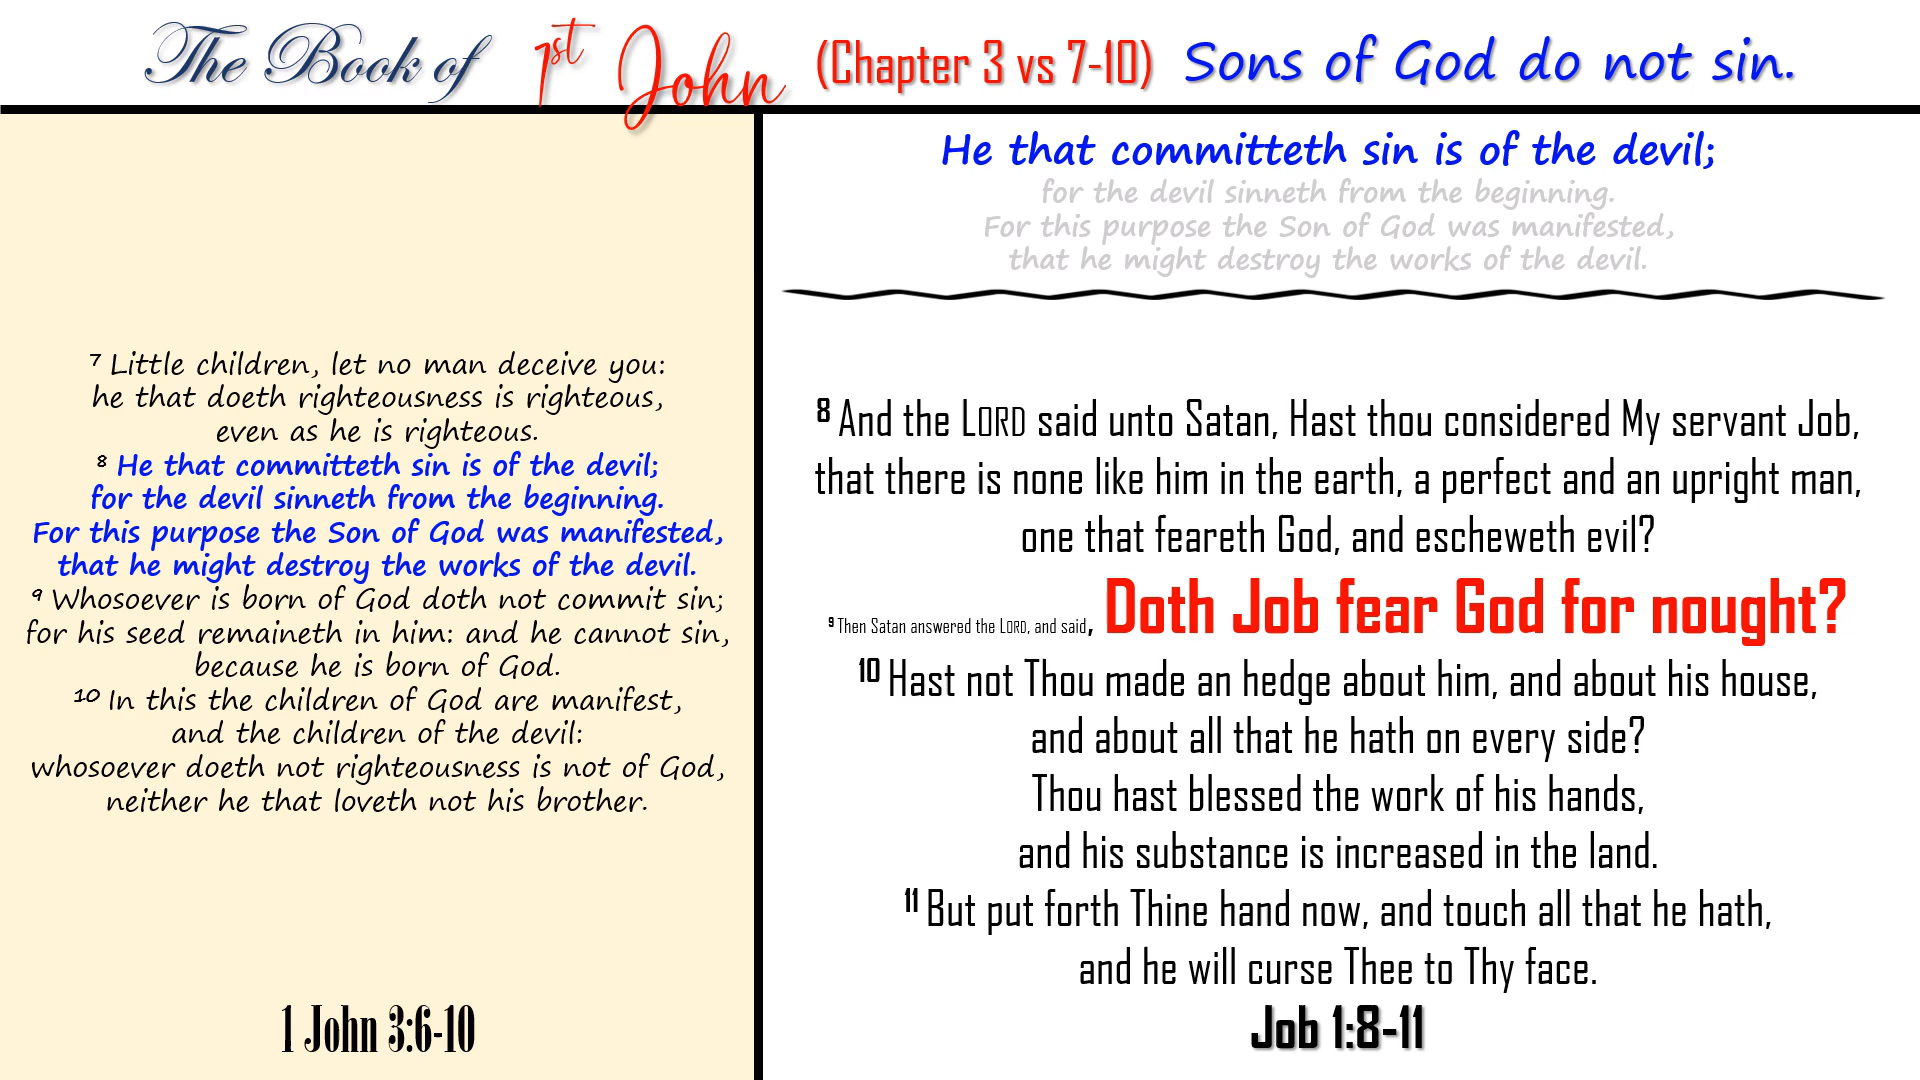 The Book of 1st John (Chapter 3 vs 7-10) Sons of God do not sin.
7 Little children, let no man deceive you:
he that doeth righteousness is righteous,
even as he is righteous.
8 He that committeth sin is of the devil;
for the devil sinneth from the beginning.
For this purpose the Son of God was manifested,
that he might destroy the works of the devil.
9 Whosoever is born of God doth not commit sin;
for his seed remaineth in him: and he cannot sin,
because he is born of God.
10 In this the children of God are manifest,
and the children of the devil:
whosoever doeth not righteousness is not of God,
neither he that loveth not his brother.
1 John 3:6-10
He that committeth sin is of the devil;
for the devil sinneth from the beginning.
For this purpose the Son of God was manifested,
that he might destroy the works of the devil.
8 And the LORD said unto Satan, Hast thou considered My servant Job,
that there is none like him in the earth, a perfect and an upright man,
one that feareth God, and escheweth evil?
9 Then Satan answered the LORD, and said, Doth Job fear God for nought?
10 Hast not Thou made an hedge about him, and about his house,
and about all that he hath on every side?
Thou hast blessed the work of his hands,
and his substance is increased in the land.
11 But put forth Thine hand now, and touch all that he hath,
and he will curse Thee to Thy face.
Job 1:8-11